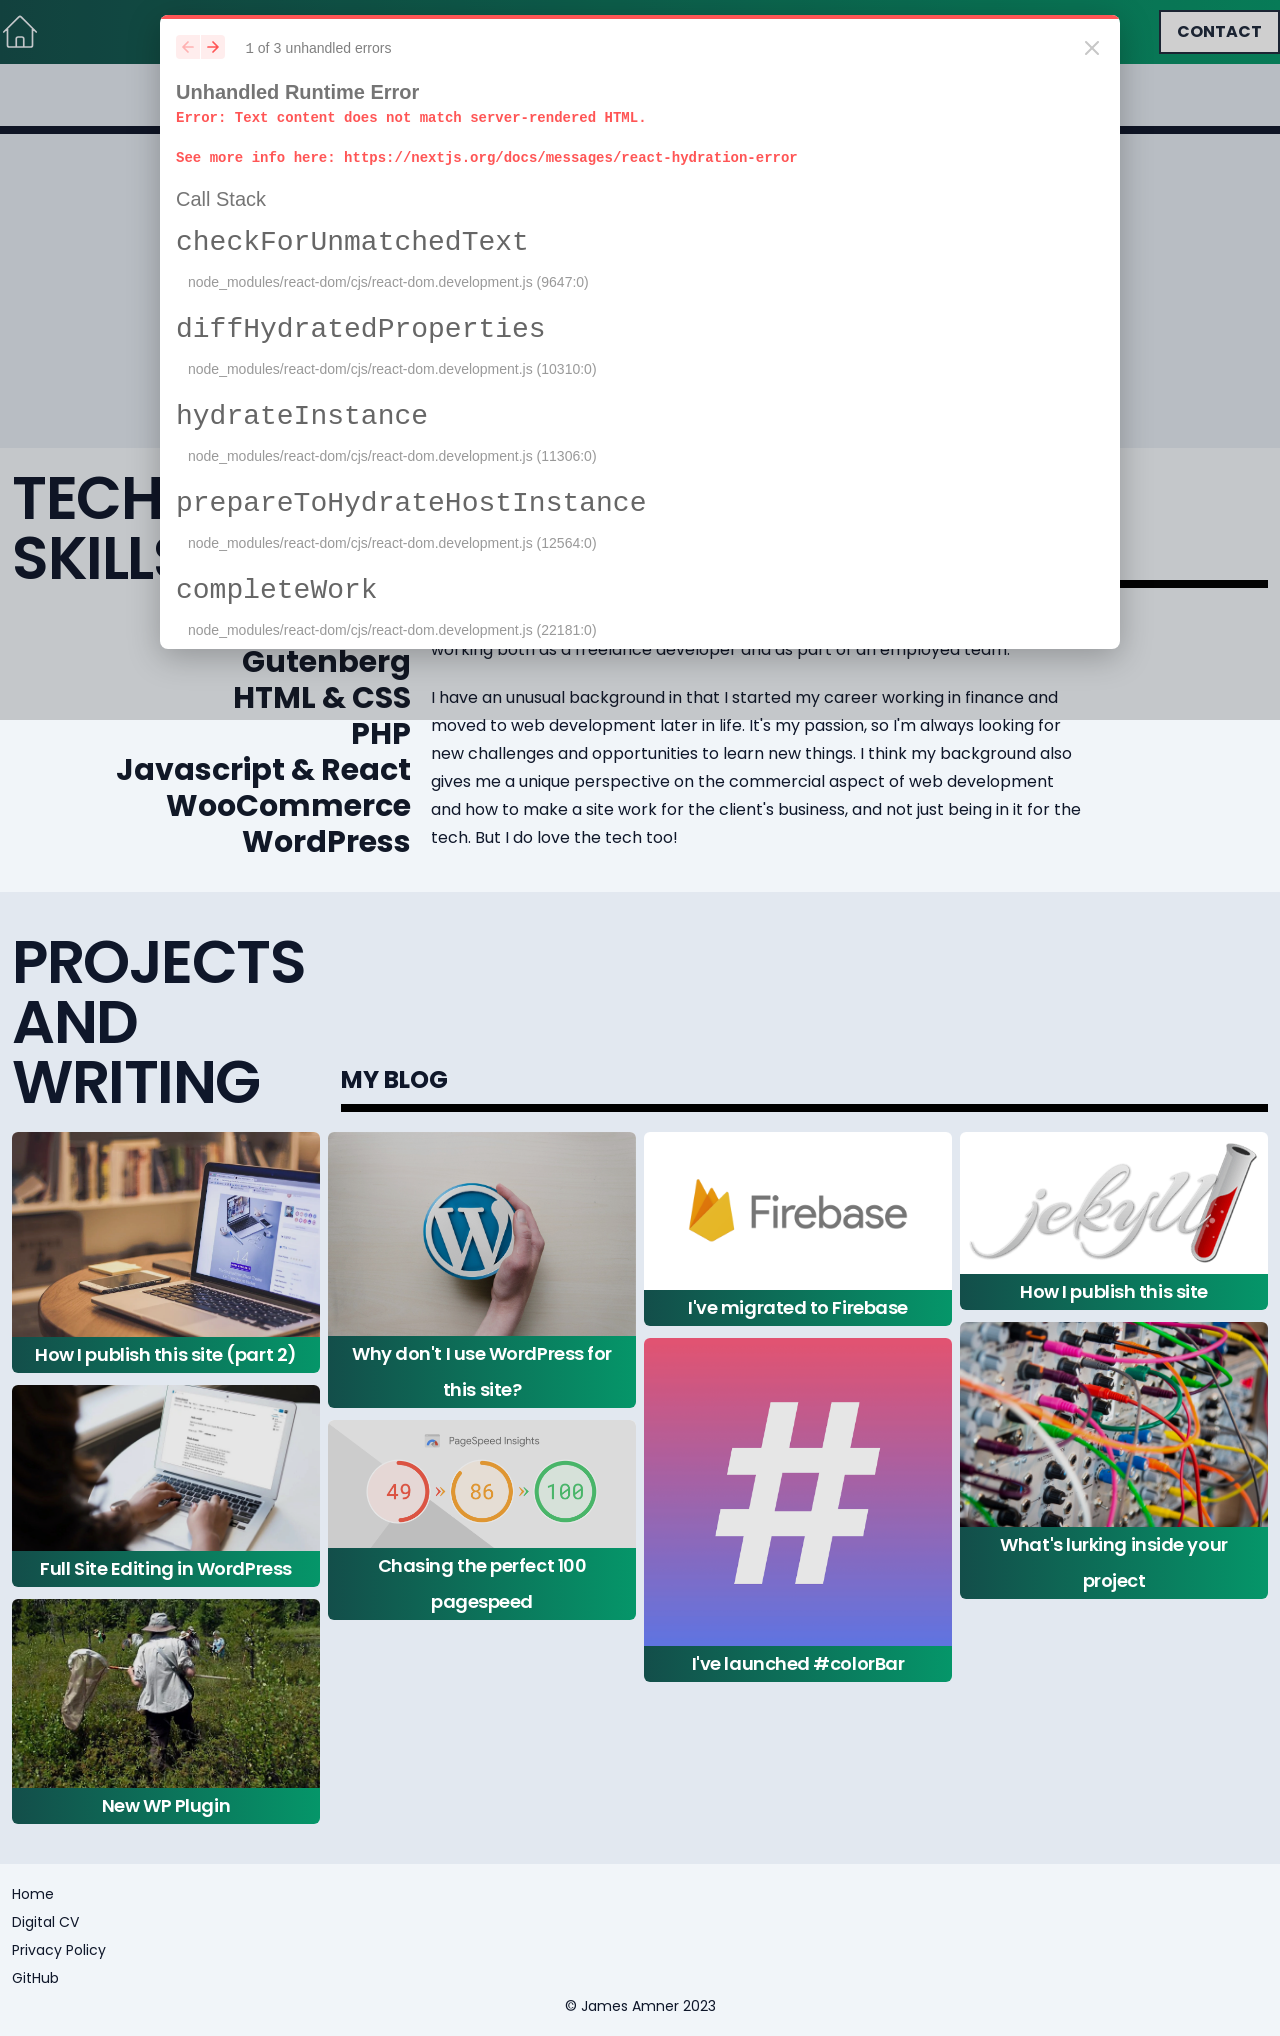 CONTACT
1 of 3 unhandled errors
Unhandled Runtime Error
Error: Text content does not match server-rendered HTML.
See more info here: https://nextjs.org/docs/messages/react-hydration-error
Call Stack
checkForUnmatchedText
node_modules/react-dom/cjs/react-dom.development.js (9647:0)
diffHydratedProperties
node_modules/react-dom/cjs/react-dom.development.js (10310:0)
hydrateInstance
node_modules/react-dom/cjs/react-dom.development.js (11306:0)
prepareToHydrateHostInstance
node_modules/react-dom/cjs/react-dom.development.js (12564:0)
completeWork
node_modules/react-dom/cjs/react-dom.development.js (22181:0)
TECH
SKILLS
working both as a freelance developer and as part of an employed team.
Gutenberg
HTML & CSS
PHP
Javascript & React
WooCommerce
WordPress
I have an unusual background in that I started my career working in finance and
moved to web development later in life. It's my passion, so I'm always looking for
new challenges and opportunities to learn new things. I think my background also
gives me a unique perspective on the commercial aspect of web development
and how to make a site work for the client's business, and not just being in it for the
tech. But I do love the tech too!
PROJECTS
AND
WRITING
MY BLOG
How I publish this site (part 2)
Full Site Editing in WordPress
New WP Plugin
Why don't I use WordPress for
this site?
PageSpeed Insights
49 » 86 » 100
Chasing the perfect 100
pagespeed
Firebase
I've migrated to Firebase
#
I've launched #colorBar
jekyll
How I publish this site
What's lurking inside your
project
Home
Digital CV
Privacy Policy
GitHub
© James Amner 2023